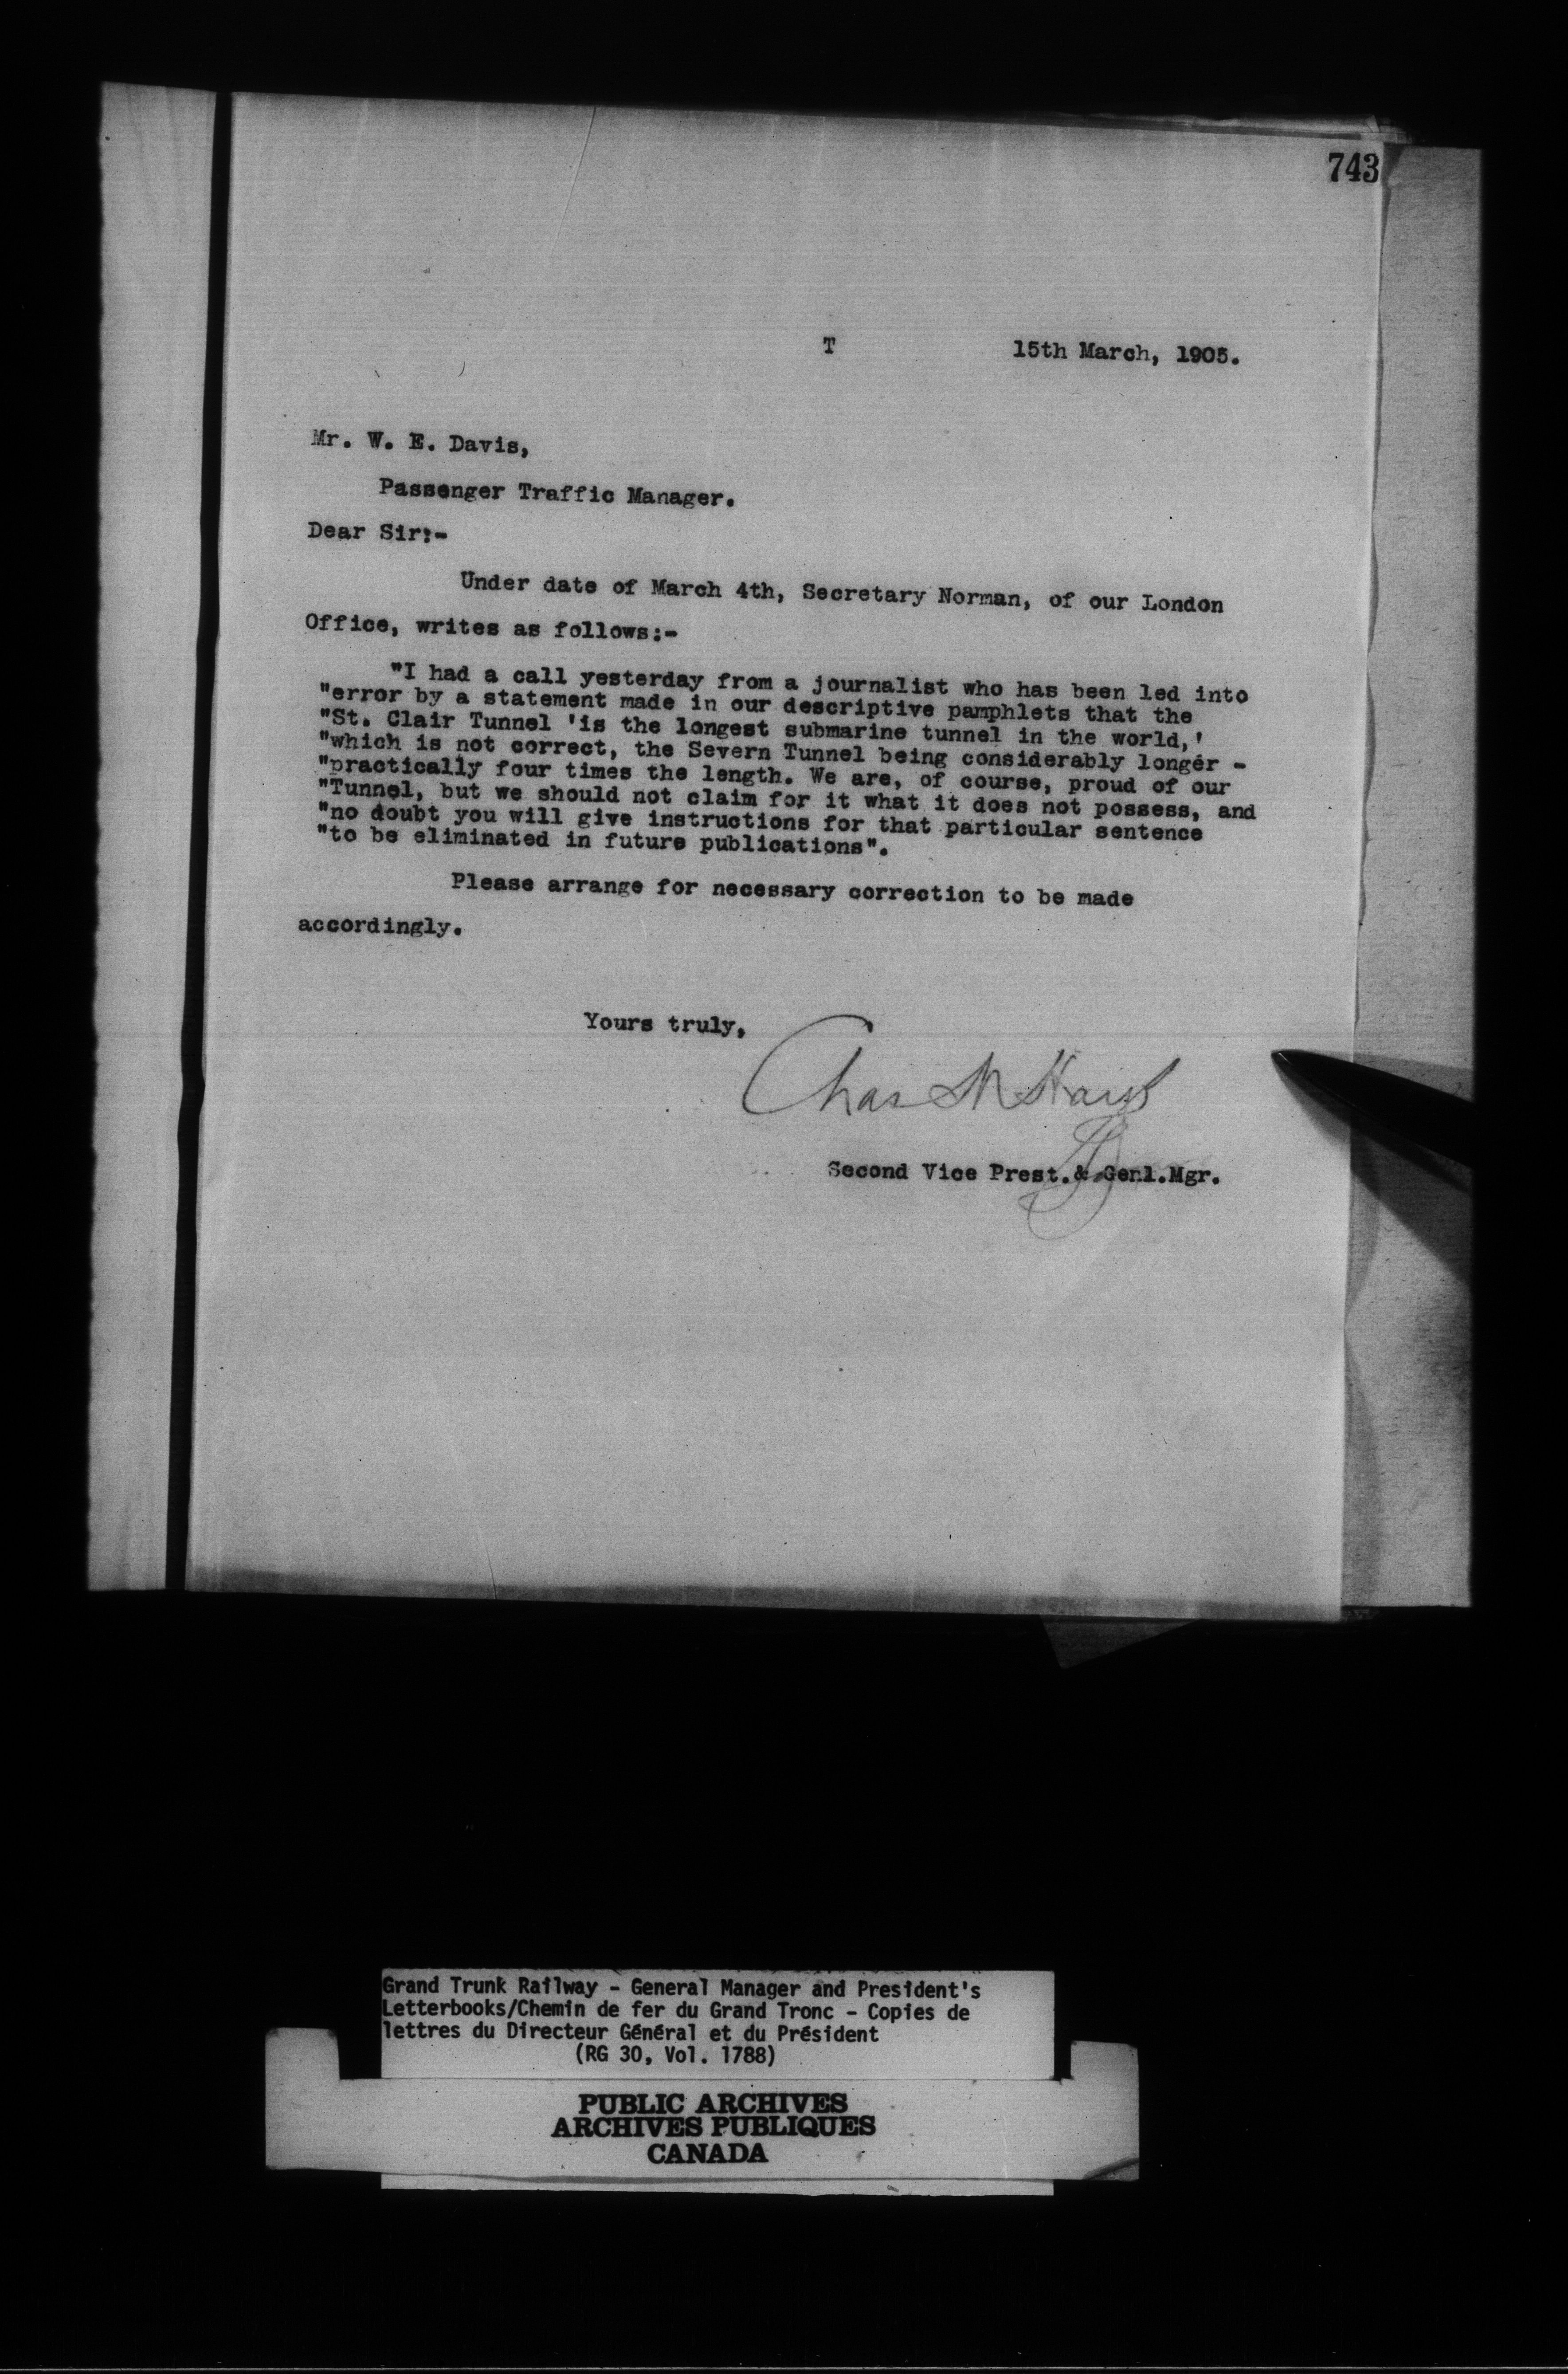 743
T 15th March, 1905.
Mr. W. E. Davis,
Passenger Traffic Manager.
Dear Sir:-
Under date of March 4th, Secretary Norman, of our London
Office, writes as follows:-
"I had a call yesterday from a journalist who has been led into
"error by a statement made in our descriptive pamphlets that the
"St. Clair Tunnel 'is the longest submarine tunnel in the world,'
"which is not correct, the Severn Tunnel being considerably longer -
"practically four times the length. We are, of course, proud of our
"Tunnel, but we should not claim for it what it does not possess, and
"no doubt you will give instructions for that particular sentence
"to be eliminated in future publications".
Please arrange for necessary correction to be made
accordingly.
Yours truly,
Chas M Hays
Second Vice Prest.& Genl.Mgr.
Grand Trunk Railway - General Manager and President's
Letterbooks/Chemin de fer du Grand Tronc - Copies de
lettres du Directeur Général et du Président
(RG 30, Vol. 1788)
PUBLIC ARCHIVES
ARCHIVES PUBLIQUES
CANADA